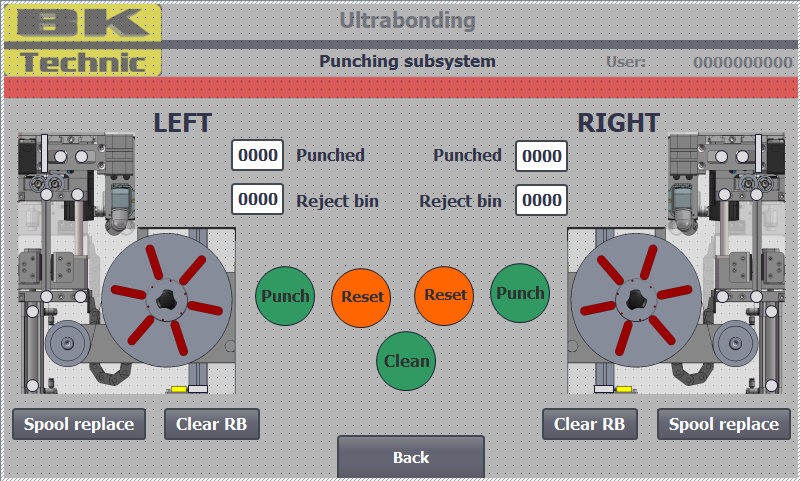 BK
Technic
Ultrabonding
Punching subsystem
User: 0000000000
LEFT
RIGHT
0000 Punched
Punched 0000
0000 Reject bin
Reject bin 0000
Punch
Reset
Reset
Punch
Clean
Spool replace
Clear RB
Clear RB
Spool replace
Back